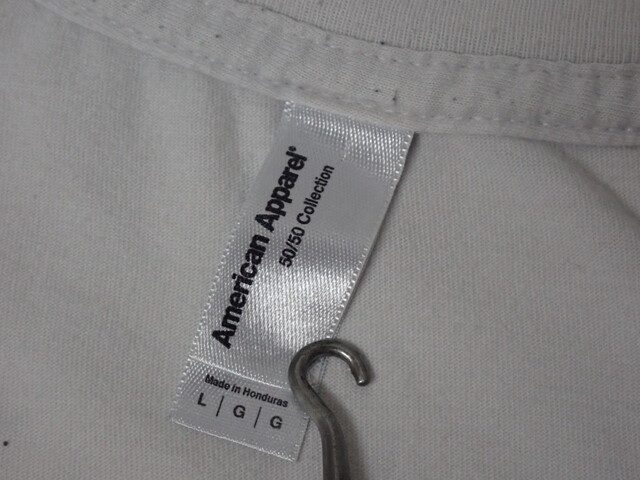 American Apparel®
50/50 Collection
Made in Honduras
L | G | G